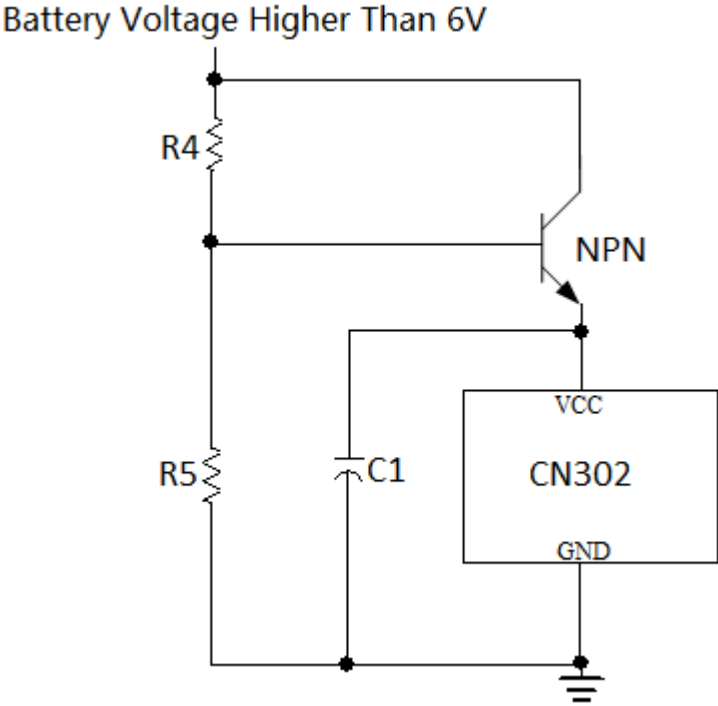 Battery Voltage Higher Than 6V
R4
NPN
VCC
R5
C1
CN302
GND